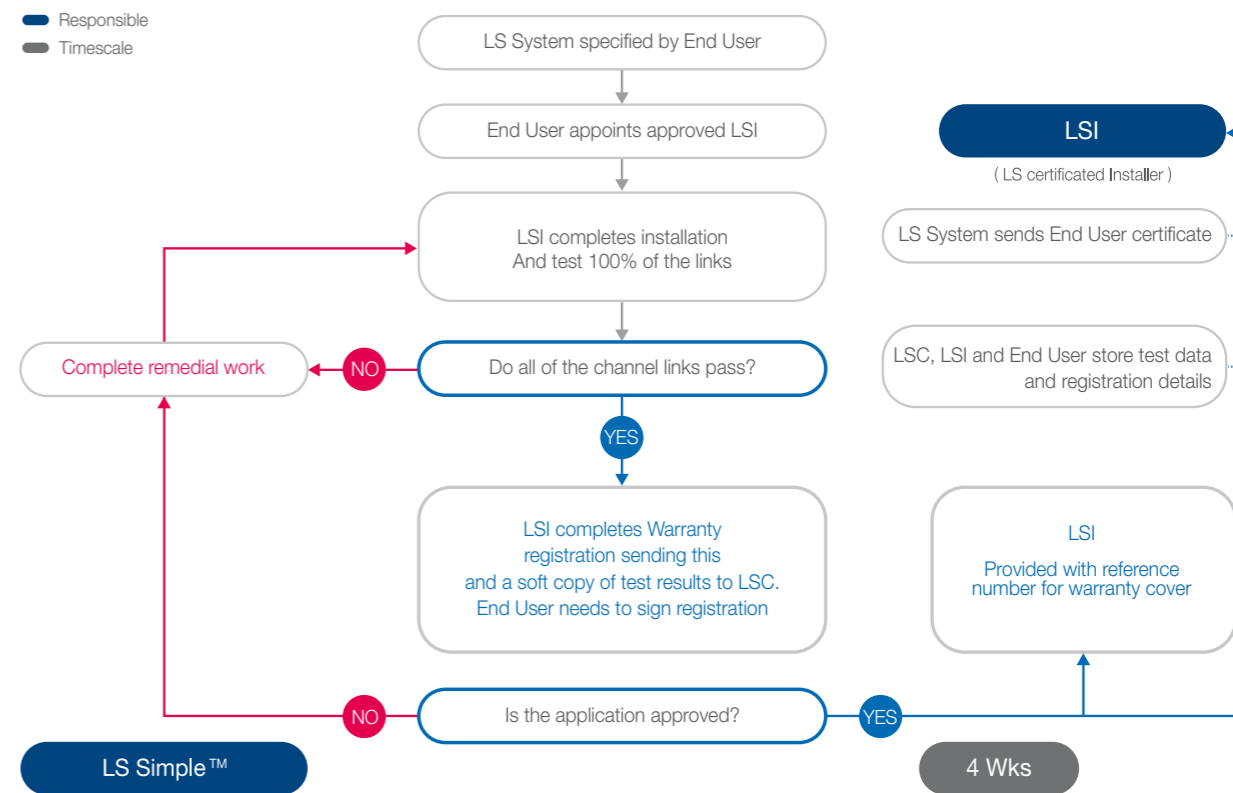 Responsible
Timescale
LS System specified by End User
End User appoints approved LSI
LSI completes installation
And test 100% of the links
Complete remedial work
NO
Do all of the channel links pass?
YES
LSI completes Warranty
registration sending this
and a soft copy of test results to LSC.
End User needs to sign registration
NO
Is the application approved?
YES
LS Simple™
4 Wks
LSI
( LS certificated Installer )
LS System sends End User certificate
LSC, LSI and End User store test data
and registration details
LSI
Provided with reference
number for warranty cover